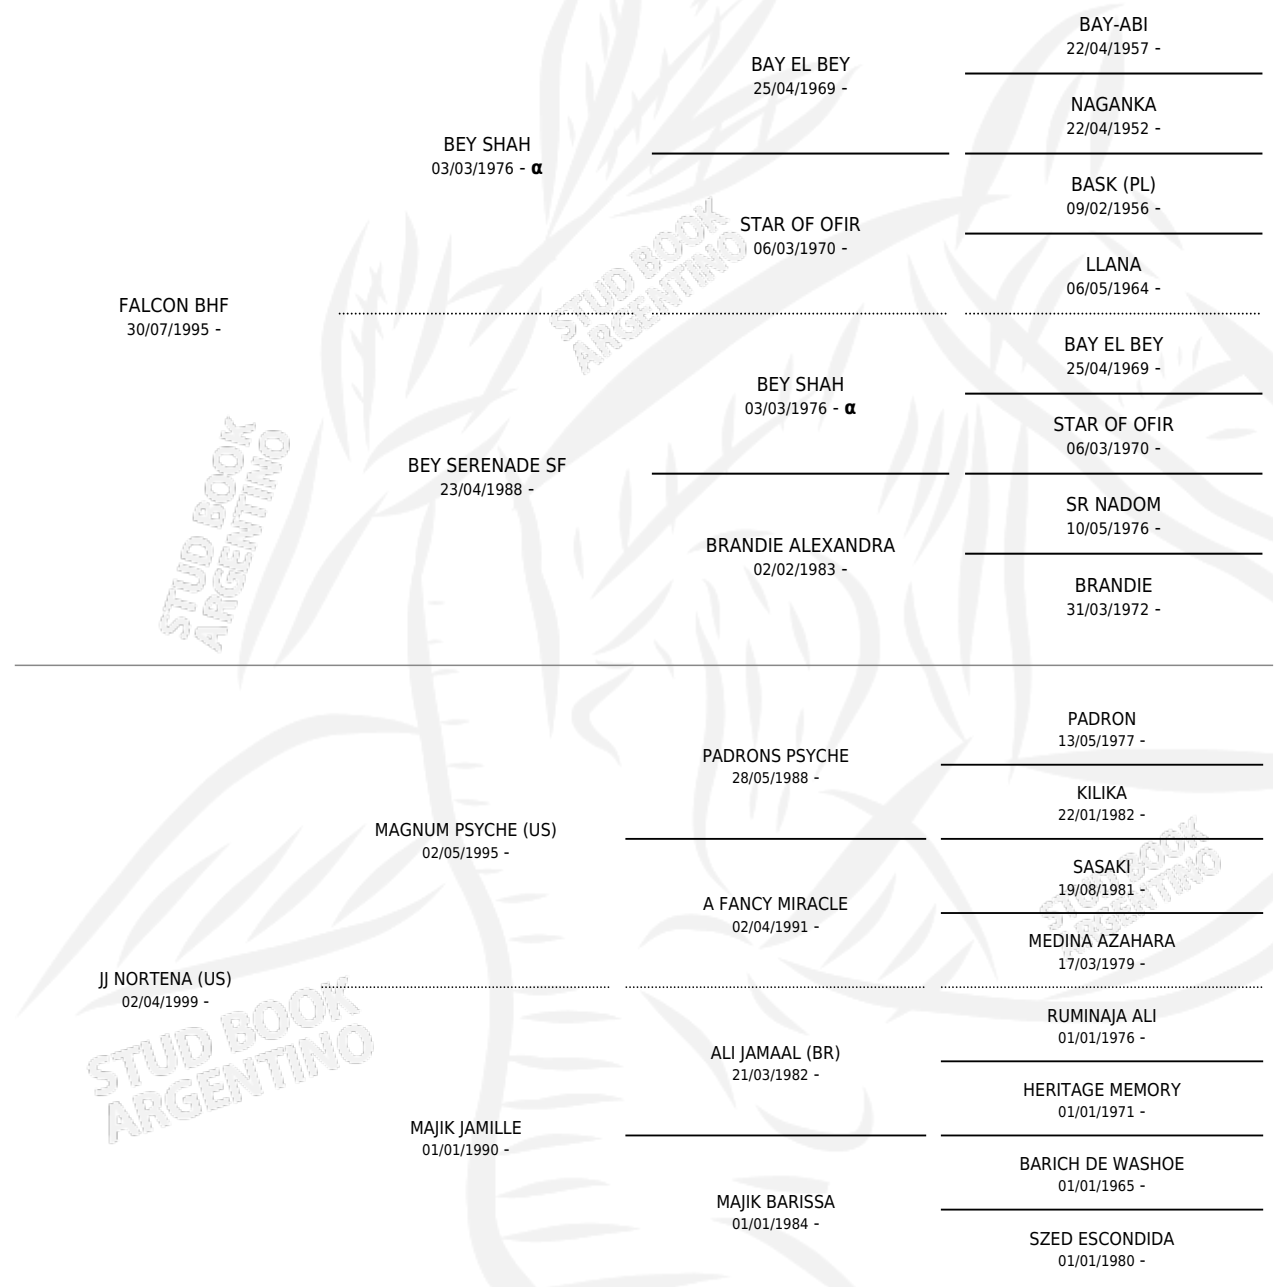 BAY-ABI
22/04/1957 -
BAY EL BEY
25/04/1969 -
NAGANKA
22/04/1952 -
BEY SHAH
03/03/1976 - α
BASK (PL)
09/02/1956 -
STAR OF OFIR
06/03/1970 -
LLANA
06/05/1964 -
FALCON BHF
30/07/1995 -
BAY EL BEY
25/04/1969 -
BEY SHAH
03/03/1976 - α
STAR OF OFIR
06/03/1970 -
BEY SERENADE SF
23/04/1988 -
SR NADOM
10/05/1976 -
BRANDIE ALEXANDRA
02/02/1983 -
BRANDIE
31/03/1972 -
PADRON
13/05/1977 -
PADRONS PSYCHE
28/05/1988 -
KILIKA
22/01/1982 -
MAGNUM PSYCHE (US)
02/05/1995 -
SASAKI
19/08/1981 -
A FANCY MIRACLE
02/04/1991 -
MEDINA AZAHARA
17/03/1979 -
JJ NORTENA (US)
02/04/1999 -
RUMINAJA ALI
01/01/1976 -
ALI JAMAAL (BR)
21/03/1982 -
HERITAGE MEMORY
01/01/1971 -
MAJIK JAMILLE
01/01/1990 -
BARICH DE WASHOE
01/01/1965 -
MAJIK BARISSA
01/01/1984 -
SZED ESCONDIDA
01/01/1980 -
STUD BOOK
ARGENTINO
STUD BOOK
ARGENTINO
STUD BOOK
ARGENTINO
STUD BOOK
ARGENTINO